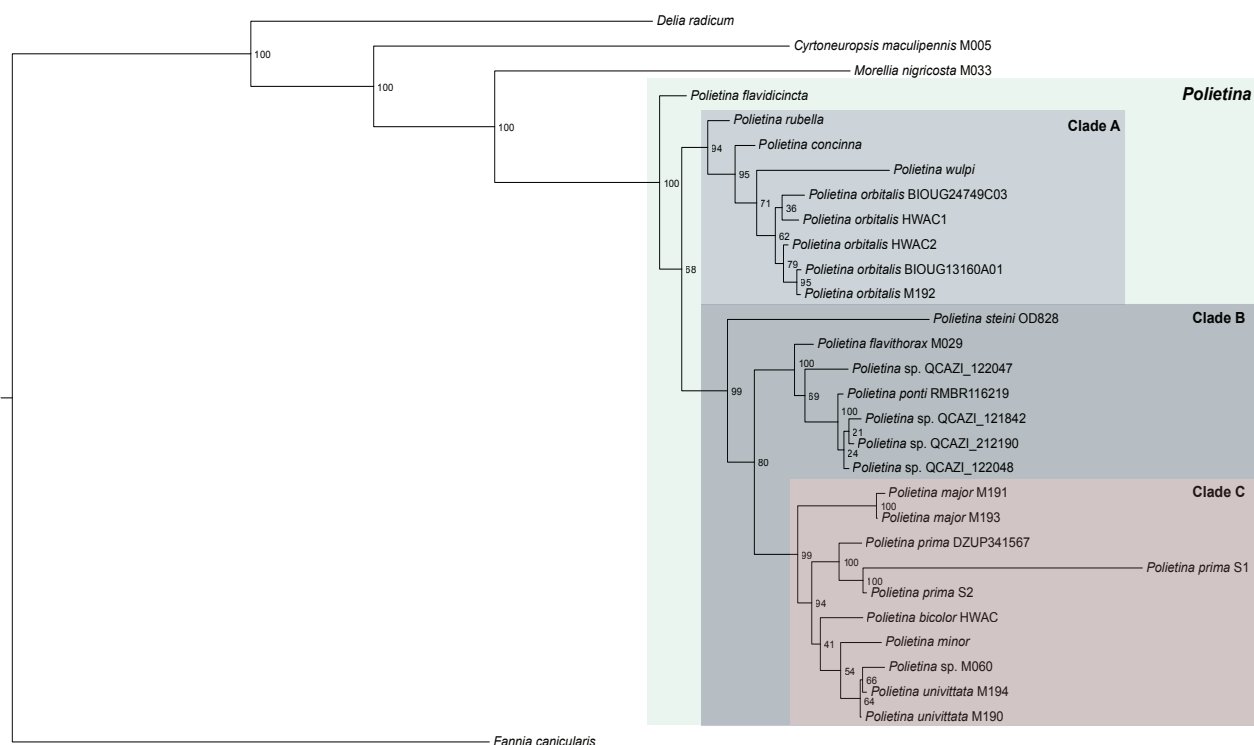 Delia radicum
100
Cyrtoneuropsis maculipennis M005
100
Morellia nigricosta M033
100
Polietina
Polietina flavidicincta
100
Clade A
Polietina rubella
94
Polietina concinna
95
Polietina wulpi
71
Polietina orbitalis BIOUG24749C03
36
Polietina orbitalis HWAC1
62
Polietina orbitalis HWAC2
79
Polietina orbitalis BIOUG13160A01
95
Polietina orbitalis M192
68
Clade B
Polietina steini OD828
99
Polietina flavithorax M029
100
Polietina sp. QCAZI_122047
69
Polietina ponti RMBR116219
100
Polietina sp. QCAZI_121842
21
Polietina sp. QCAZI_212190
24
Polietina sp. QCAZI_122048
80
Clade C
Polietina major M191
100
Polietina major M193
99
Polietina prima DZUP341567
100
Polietina prima S1
100
Polietina prima S2
94
Polietina bicolor HWAC
41
Polietina minor
54
Polietina sp. M060
66
Polietina univittata M194
64
Polietina univittata M190
Fannia canicularis